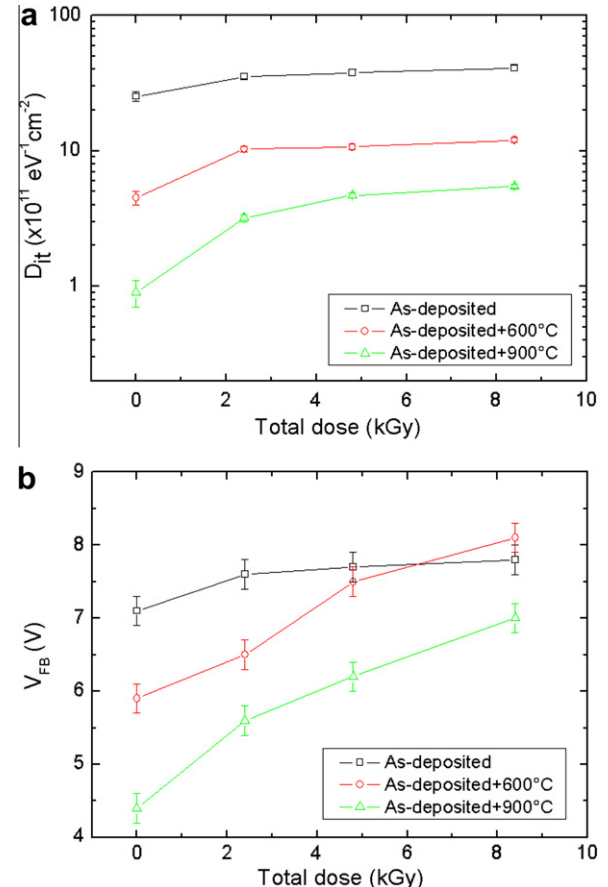 a
100
10
1
D_it (x10^11 eV^-1cm^-2)
As-deposited
As-deposited+600°C
As-deposited+900°C
0 2 4 6 8 10
Total dose (kGy)
b
9
8
7
6
5
4
V_FB (V)
As-deposited
As-deposited+600°C
As-deposited+900°C
0 2 4 6 8 10
Total dose (kGy)